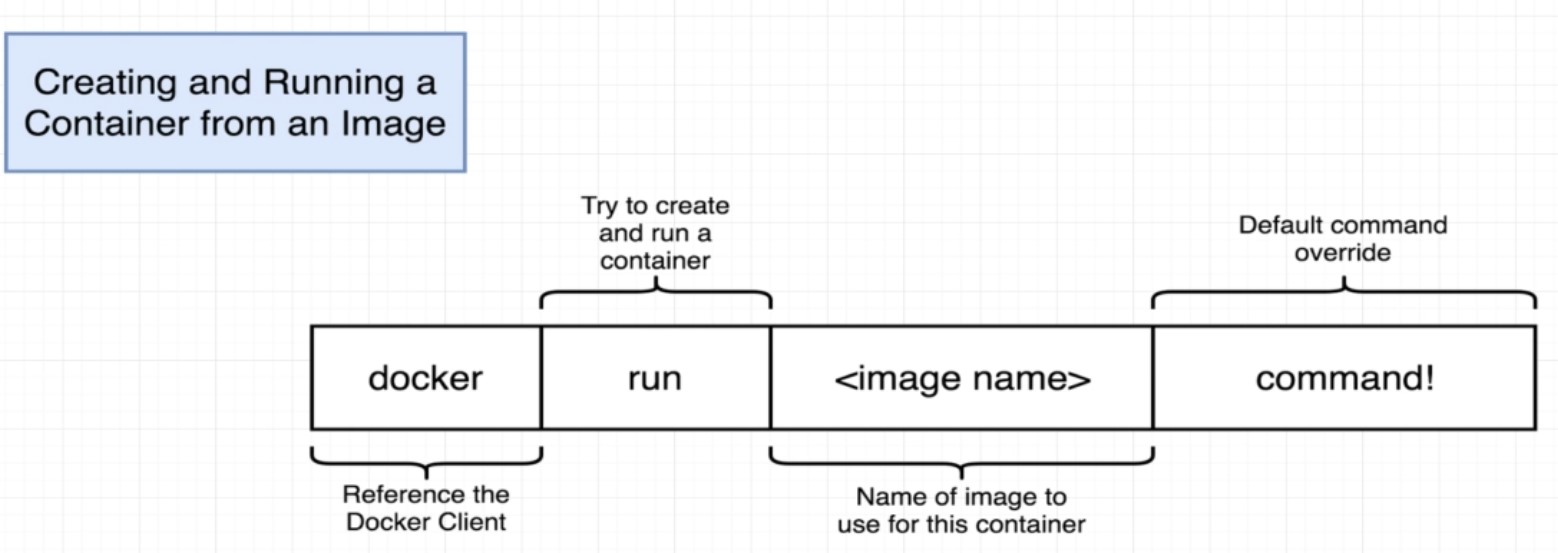 Creating and Running a
Container from an Image
Try to create
and run a
container
Default command
override
docker
run
<image name>
command!
Reference the
Docker Client
Name of image to
use for this container